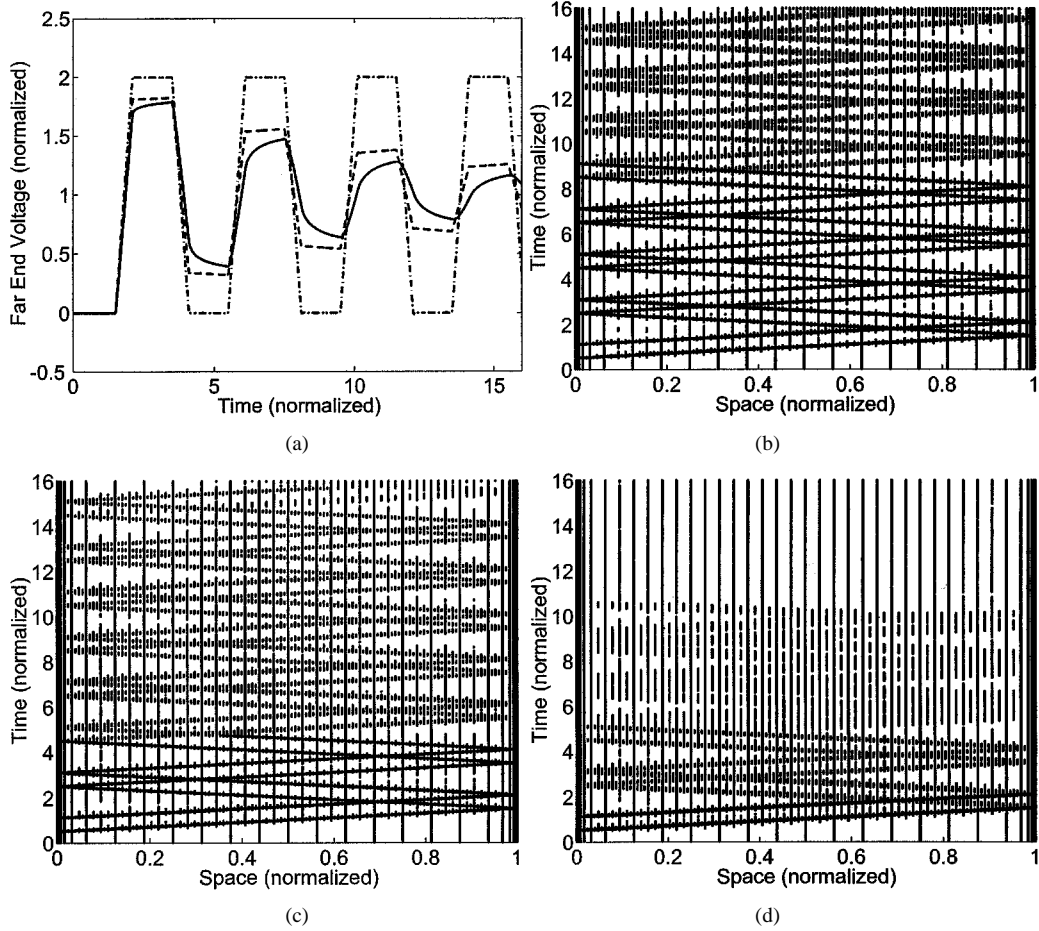 2.5
2
1.5
1
0.5
0
-0.5
Far End Voltage (normalized)
0 5 10 15
Time (normalized)
(a)
16
14
12
10
8
6
4
2
0
Time (normalized)
0 0.2 0.4 0.6 0.8 1
Space (normalized)
(b)
16
14
12
10
8
6
4
2
0
Time (normalized)
0 0.2 0.4 0.6 0.8 1
Space (normalized)
(c)
16
14
12
10
8
6
4
2
0
Time (normalized)
0 0.2 0.4 0.6 0.8 1
Space (normalized)
(d)